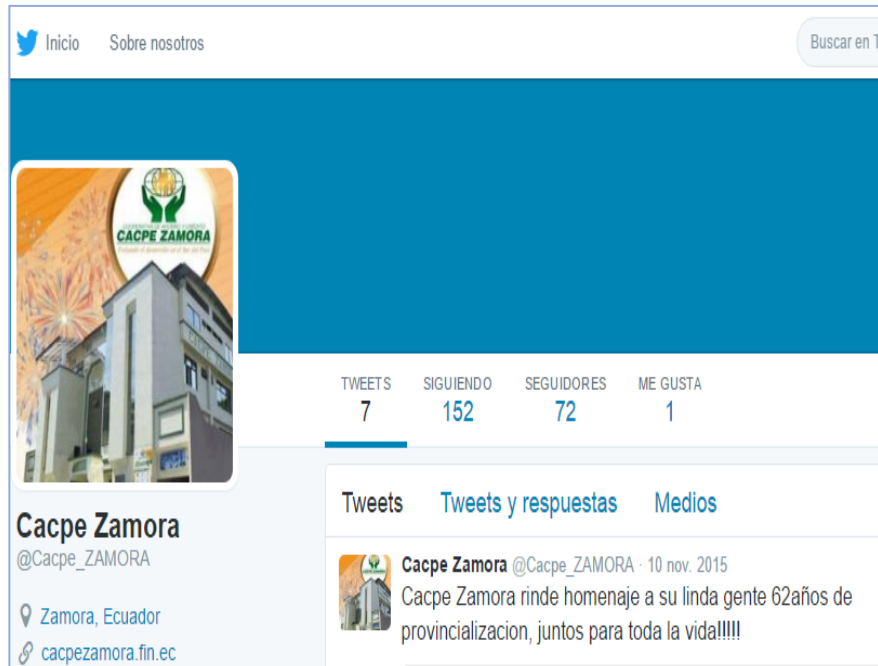 Inicio Sobre nosotros
Buscar en T
CACPE ZAMORA
TWEETS SIGUIENDO SEGUIDORES ME GUSTA
7 152 72 1
Cacpe Zamora
@Cacpe_ZAMORA
Zamora, Ecuador
cacpezamora.fin.ec
Tweets Tweets y respuestas Medios
Cacpe Zamora @Cacpe_ZAMORA · 10 nov. 2015
Cacpe Zamora rinde homenaje a su linda gente 62años de
provincializacion, juntos para toda la vida!!!!!